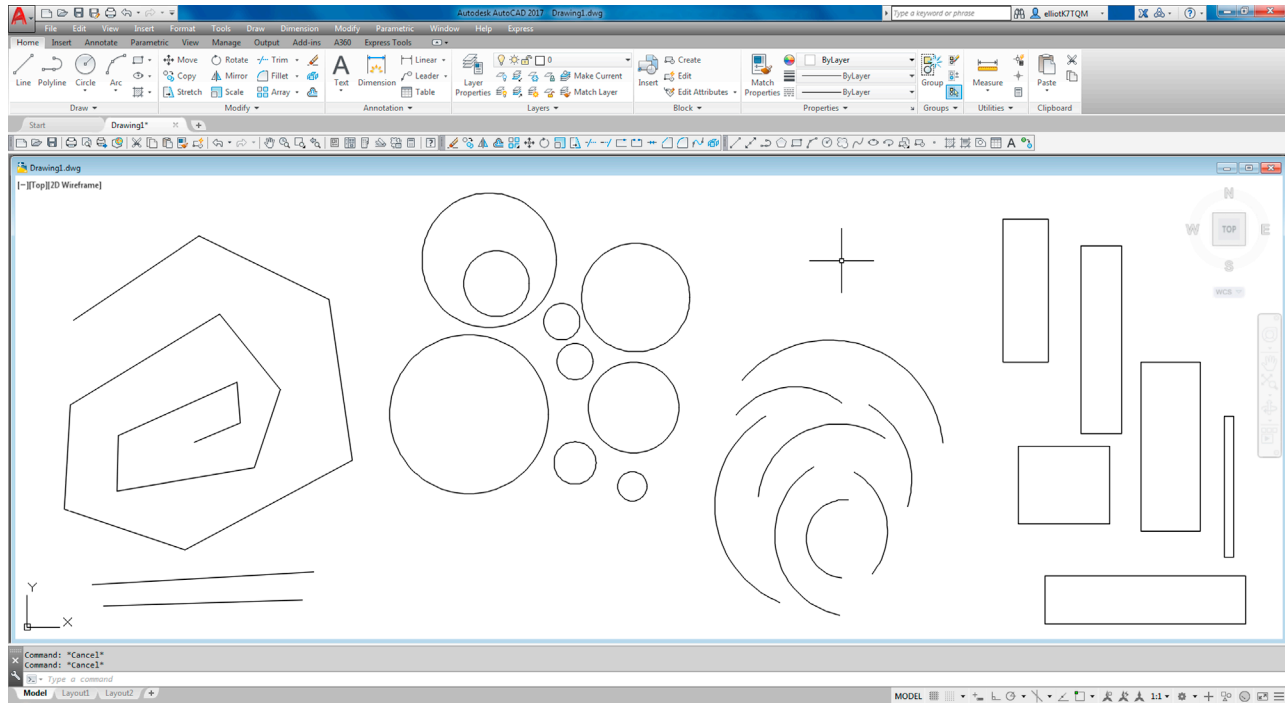 Autodesk AutoCAD 2017 Drawing1.dwg
Type a keyword or phrase
elliotK7TQM
File Edit View Insert Format Tools Draw Dimension Modify Parametric Window Help Express
Home Insert Annotate Parametric View Manage Output Add-ins A360 Express Tools
Move Rotate Trim Linear 0 Create ByLayer
Line Polyline Circle Arc Copy Mirror Fillet Text Dimension Leader Layer Properties Make Current Insert Edit Match Properties ByLayer Group Measure Paste
Stretch Scale Array Table Match Layer Edit Attributes ByLayer
Draw Modify Annotation Layers Block Properties Groups Utilities Clipboard
Start Drawing1*
Drawing1.dwg
[−][Top][2D Wireframe]
N
W TOP E
S
WCS
Y
X
Command: *Cancel*
Command: *Cancel*
Type a command
Model Layout1 Layout2 +
MODEL 1:1